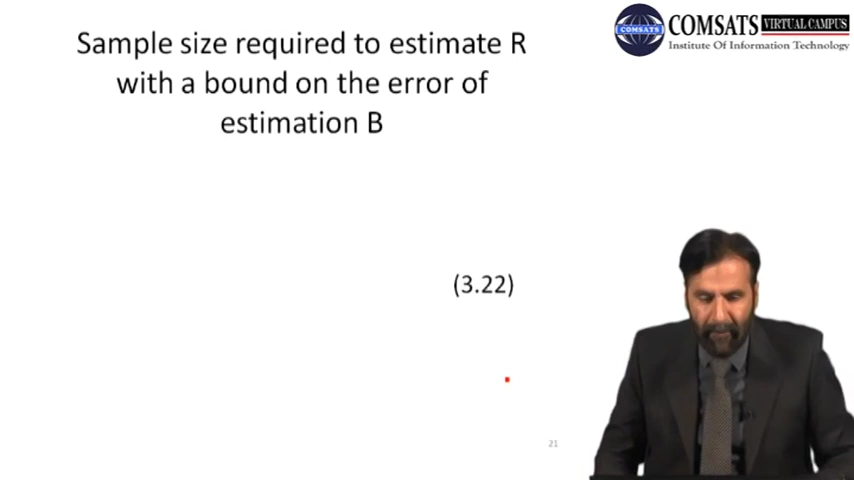 Sample size required to estimate R
with a bound on the error of
estimation B
COMSATS
COMSATS VIRTUAL CAMPUS
Institute Of Information Technology
(3.22)
21